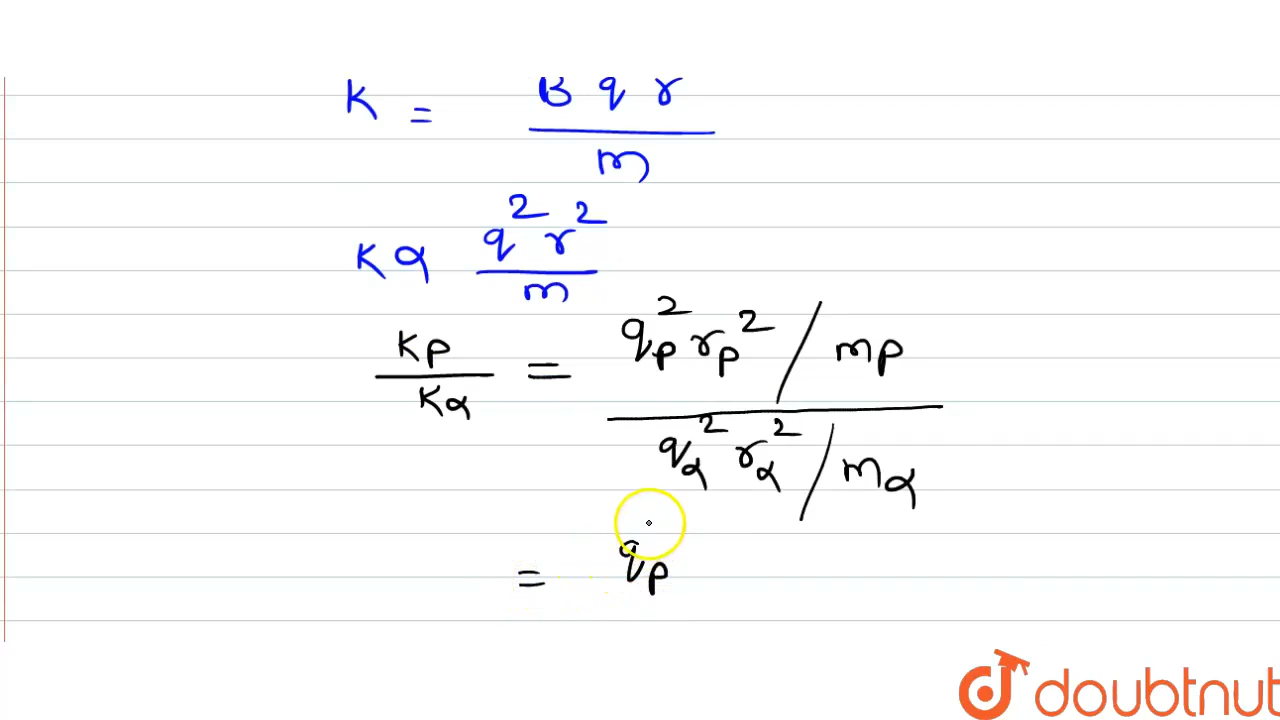 K = B q r / m
K α q² r² / m
Kp / Kα = qp² rp² / mp / qα² rα² / mα
= qp
doubtnut